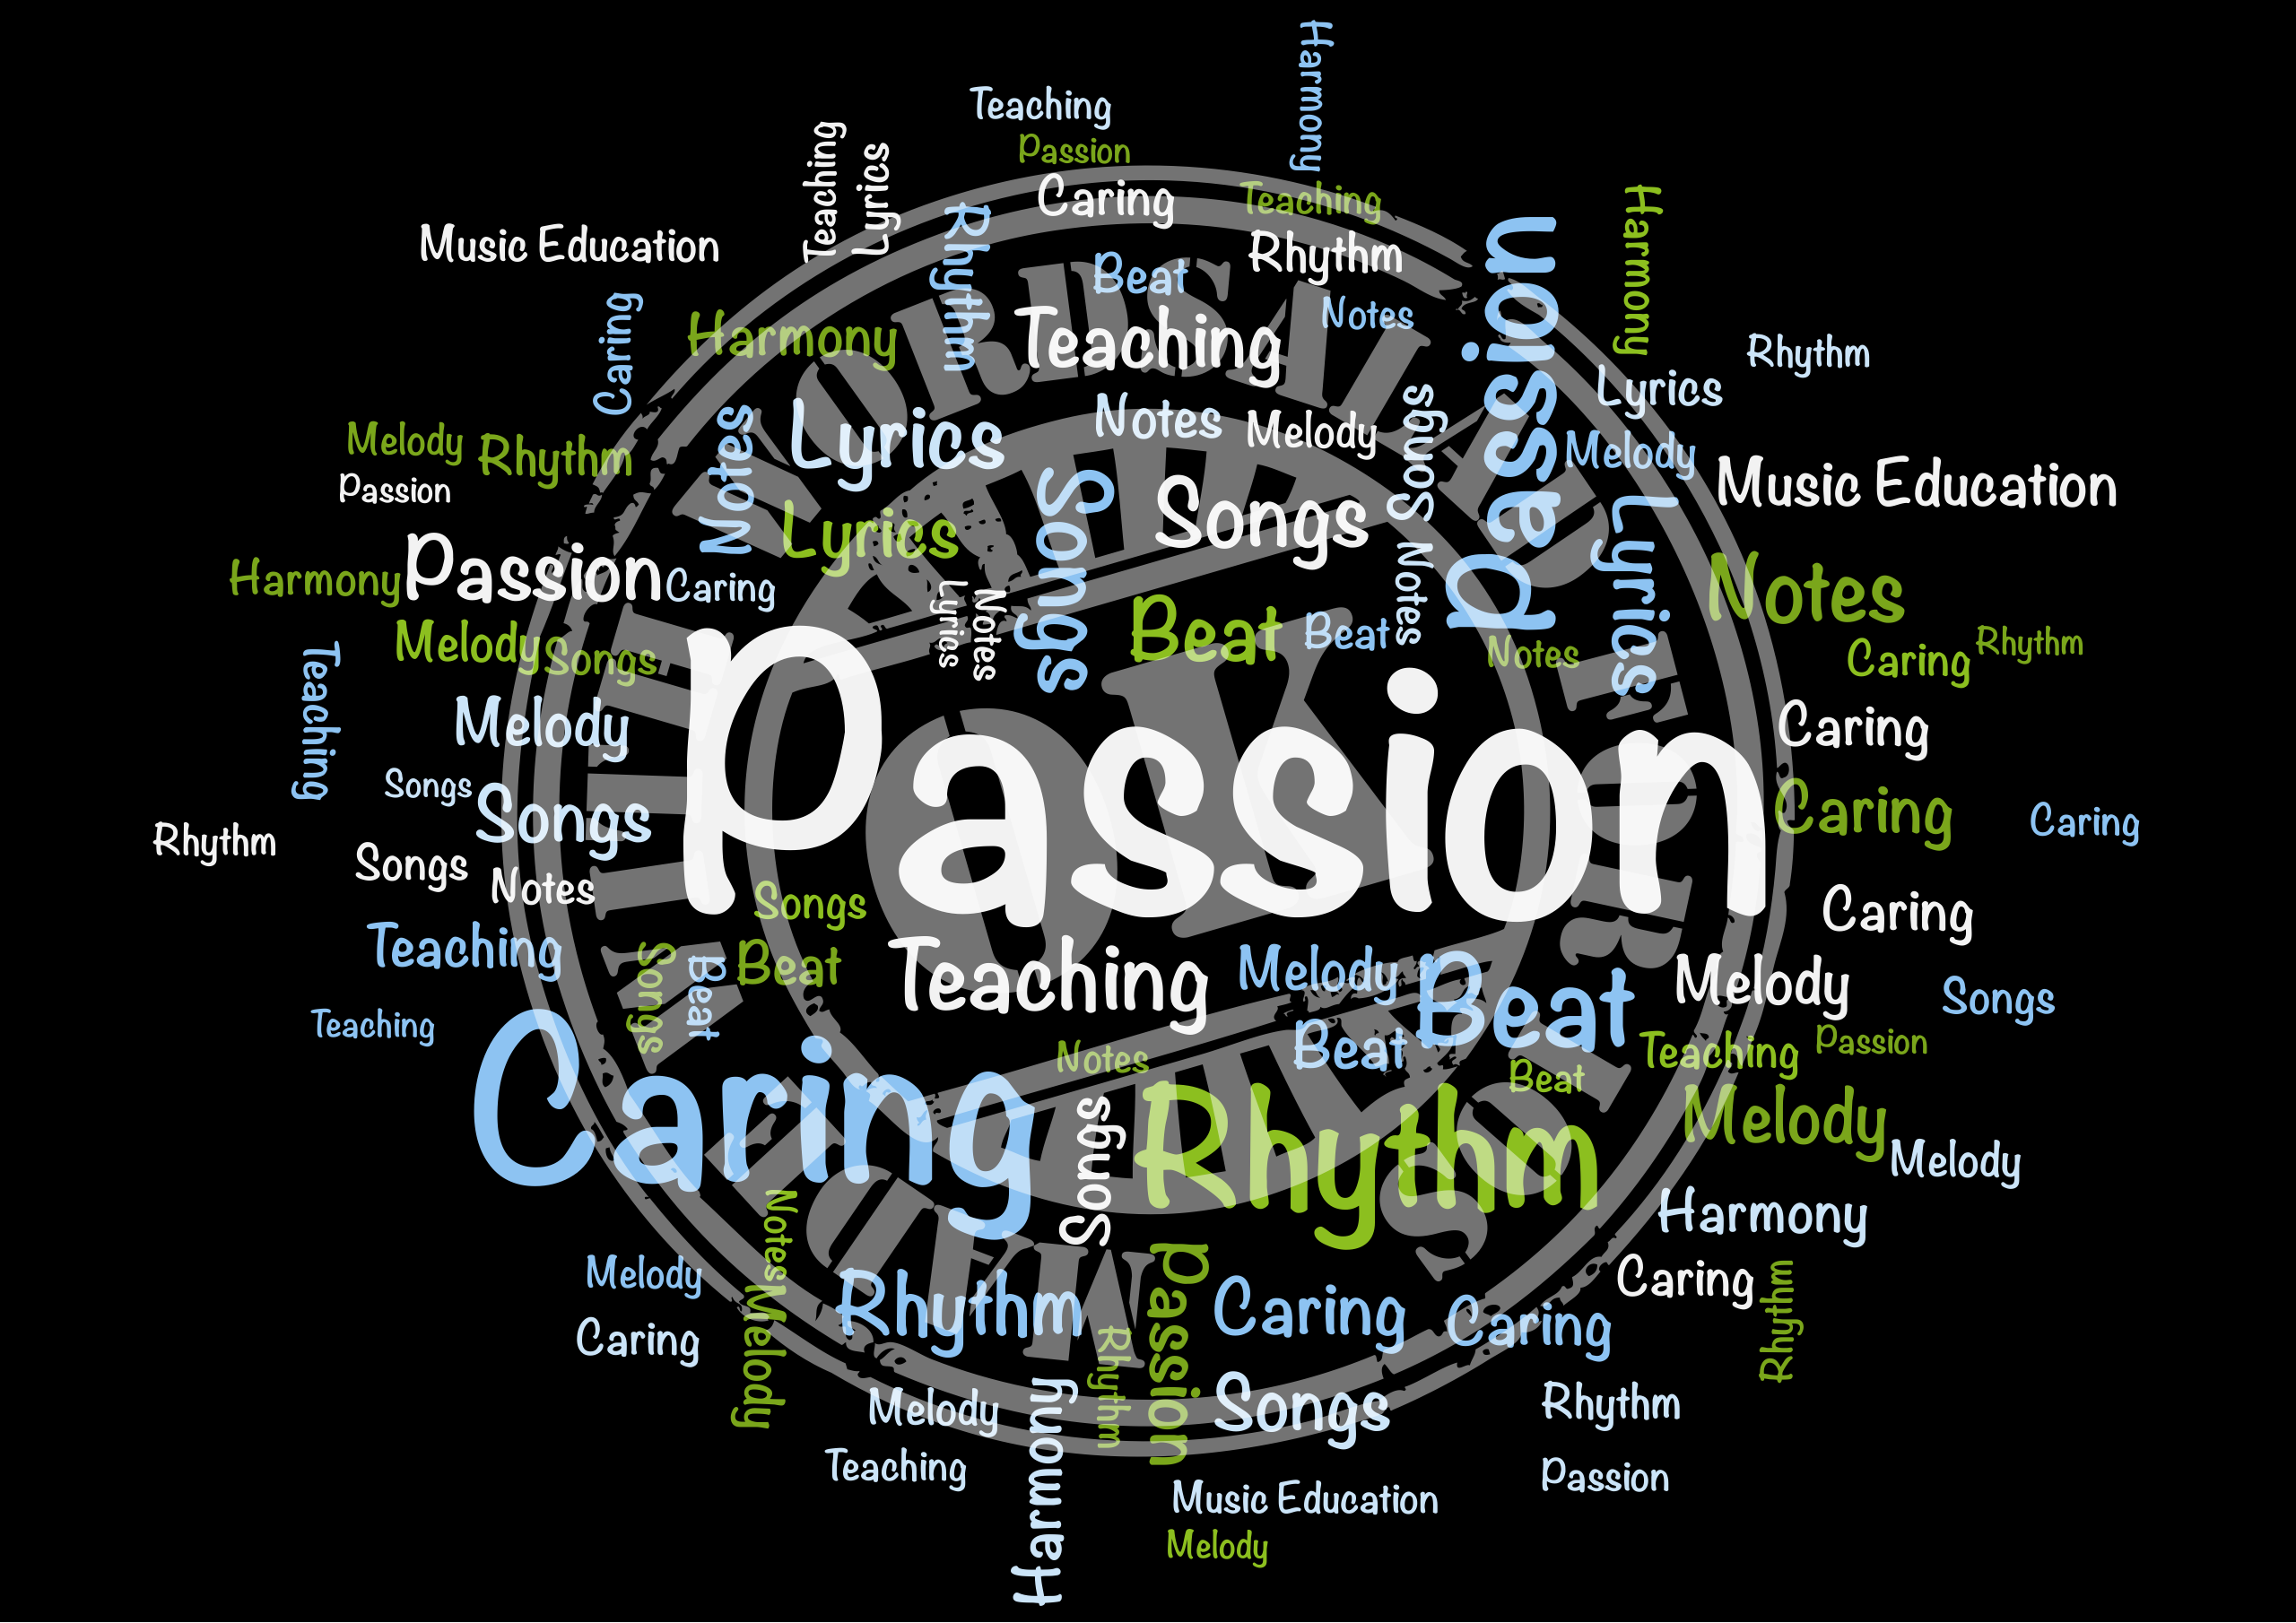 Harmony
Teaching
Passion
Teaching
Lyrics
Caring
Teaching
Harmony
Music Education
Rhythm
Rhythm
Passion
Beat
Caring
Harmony
Teaching
Notes
Rhythm
Lyrics
Melody
Rhythm
Notes
Lyrics
Notes
Melody
Songs
Melody
Music Education
Passion
Lyrics
Songs
Songs
Lyrics
Harmony
Passion
Caring
Lyrics
Notes
Beat
Beat
Notes
Notes
Notes
Melody
Songs
Caring
Rhythm
Teaching
Melody
Passion
Caring
Songs
Songs
Caring
Caring
Rhythm
Songs
Notes
Songs
Caring
Teaching
Songs
Beat
Beat
Teaching
Melody
Beat
Melody
Songs
Teaching
Caring
Notes
Beat
Beat
Teaching
Passion
Songs
Rhythm
Melody
Melody
Notes
Harmony
Melody
Rhythm
Passion
Caring
Caring
Caring
Rhythm
Caring
Melody
Melody
Harmony
Rhythm
Songs
Rhythm
Teaching
Music Education
Passion
Melody
WORDSTEADY.COM
OK